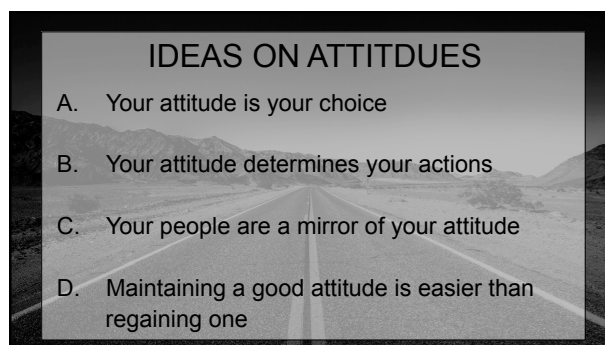 IDEAS ON ATTITDUES
A. Your attitude is your choice
B. Your attitude determines your actions
C. Your people are a mirror of your attitude
D. Maintaining a good attitude is easier than
regaining one